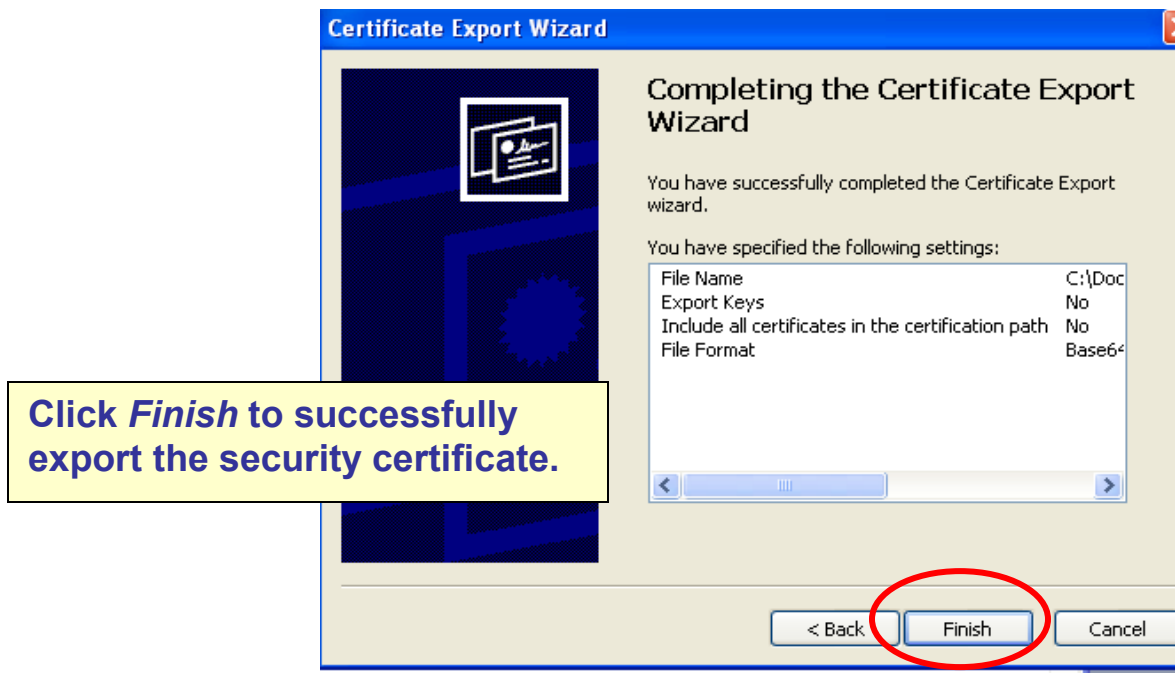 Certificate Export Wizard
Completing the Certificate Export
Wizard
You have successfully completed the Certificate Export
wizard.
You have specified the following settings:
File Name C:\Doc
Export Keys No
Include all certificates in the certification path No
File Format Base64
Click Finish to successfully
export the security certificate.
< Back Finish Cancel